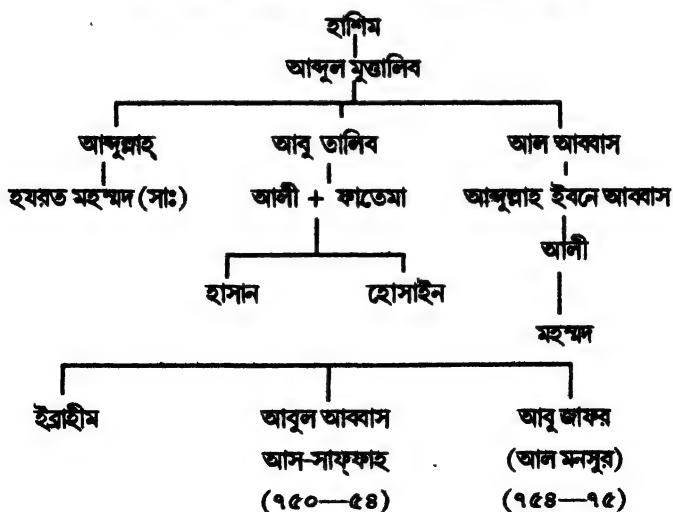 হাশিম
আব্দুল মুত্তালিব
আব্দুল্লাহ্ আবু তালিব আল আব্বাস
হযরত মহম্মদ (সাঃ) আলী + ফাতেমা আব্দুল্লাহ ইবনে আব্বাস
আলী
হাসান হোসাইন
মহম্মদ
ইব্রাহীম আবুল আব্বাস আবু জাফর
আস-সাফ্ফাহ (আল মনসুর)
(৭৫০—৫৪) (৭৫৪—৭৫)